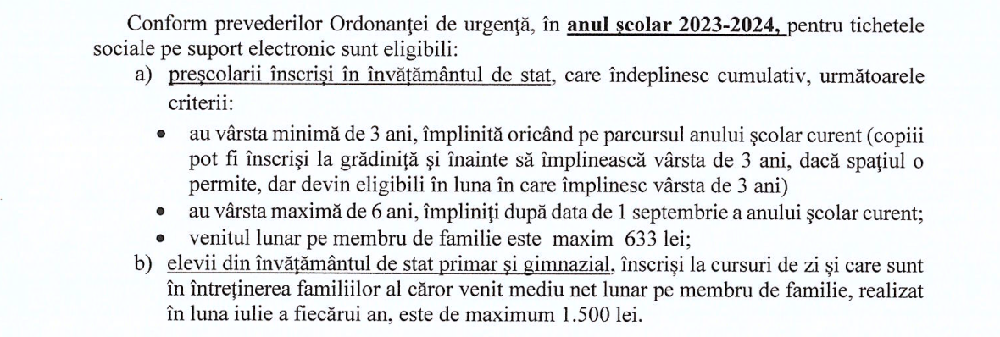 Conform prevederilor Ordonanţei de urgenţă, în anul şcolar 2023-2024, pentru tichetele
sociale pe suport electronic sunt eligibili:
a) preşcolarii înscrişi în învăţământul de stat, care îndeplinesc cumulativ, următoarele
criterii:
• au vârsta minimă de 3 ani, împlinită oricând pe parcursul anului şcolar curent (copiii
pot fi înscrişi la grădiniţă şi înainte să împlinească vârsta de 3 ani, dacă spaţiul o
permite, dar devin eligibili în luna în care împlinesc vârsta de 3 ani)
• au vârsta maximă de 6 ani, împliniţi după data de 1 septembrie a anului şcolar curent;
• venitul lunar pe membru de familie este maxim 633 lei;
b) elevii din învăţământul de stat primar şi gimnazial, înscriși la cursuri de zi și care sunt
în întreținerea familiilor al căror venit mediu net lunar pe membru de familie, realizat
în luna iulie a fiecărui an, este de maximum 1.500 lei.